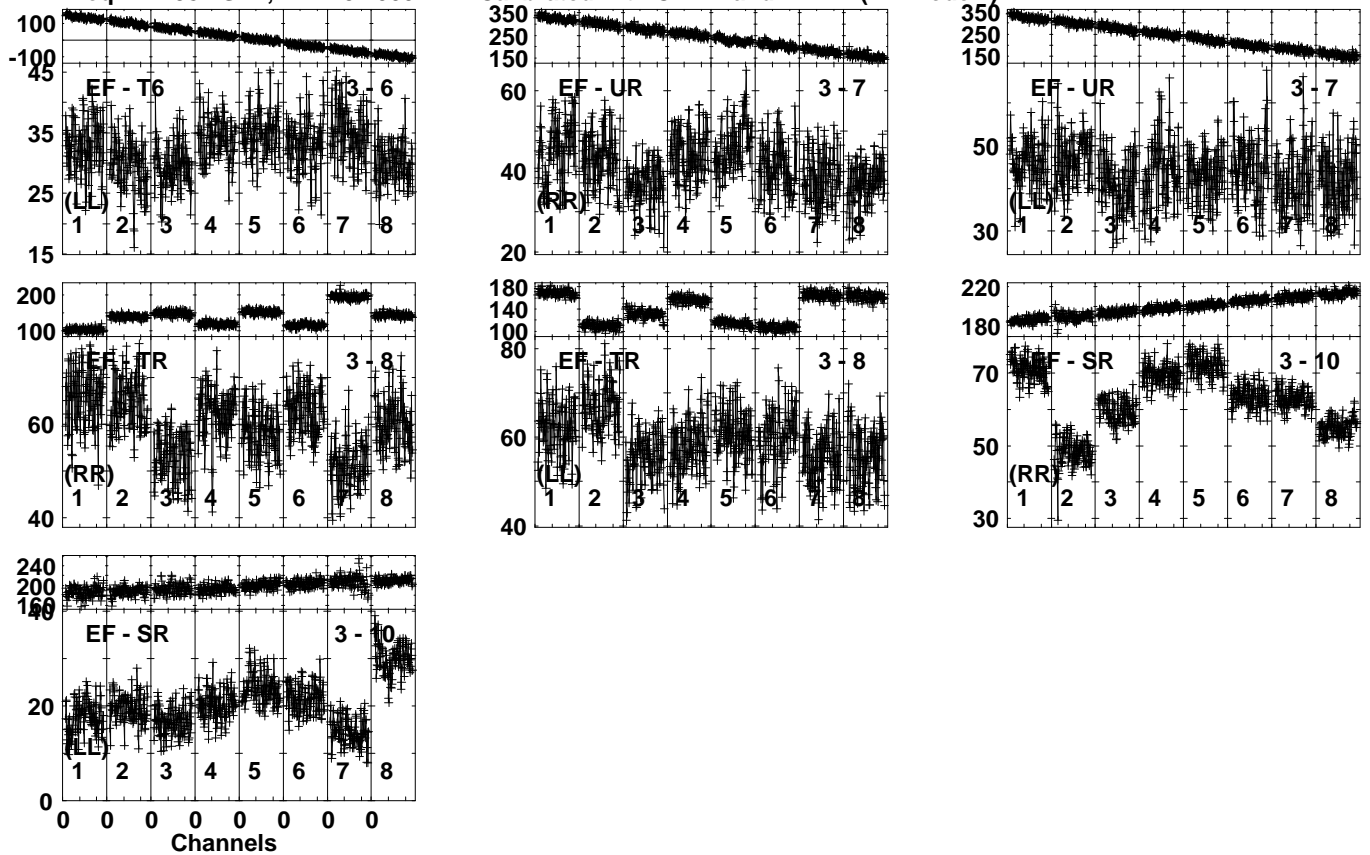 100
-100
45
35
25
15
EF - T6
3 - 6
(LL)
1 2 3 4 5 6 7 8
350
250
150
60
40
20
EF - UR
3 - 7
(RR)
1 2 3 4 5 6 7 8
350
250
150
50
30
EF - UR
3 - 7
(LL)
1 2 3 4 5 6 7 8
200
100
60
40
EF - TR
3 - 8
(RR)
1 2 3 4 5 6 7 8
180
140
100
80
60
40
EF - TR
3 - 8
(LL)
1 2 3 4 5 6 7 8
220
180
70
50
30
EF - SR
3 - 10
(RR)
1 2 3 4 5 6 7 8
240
200
160
40
20
0
EF - SR
3 - 10
(LL)
1 2 3 4 5 6 7 8
0 0 0 0 0 0 0 0
Channels